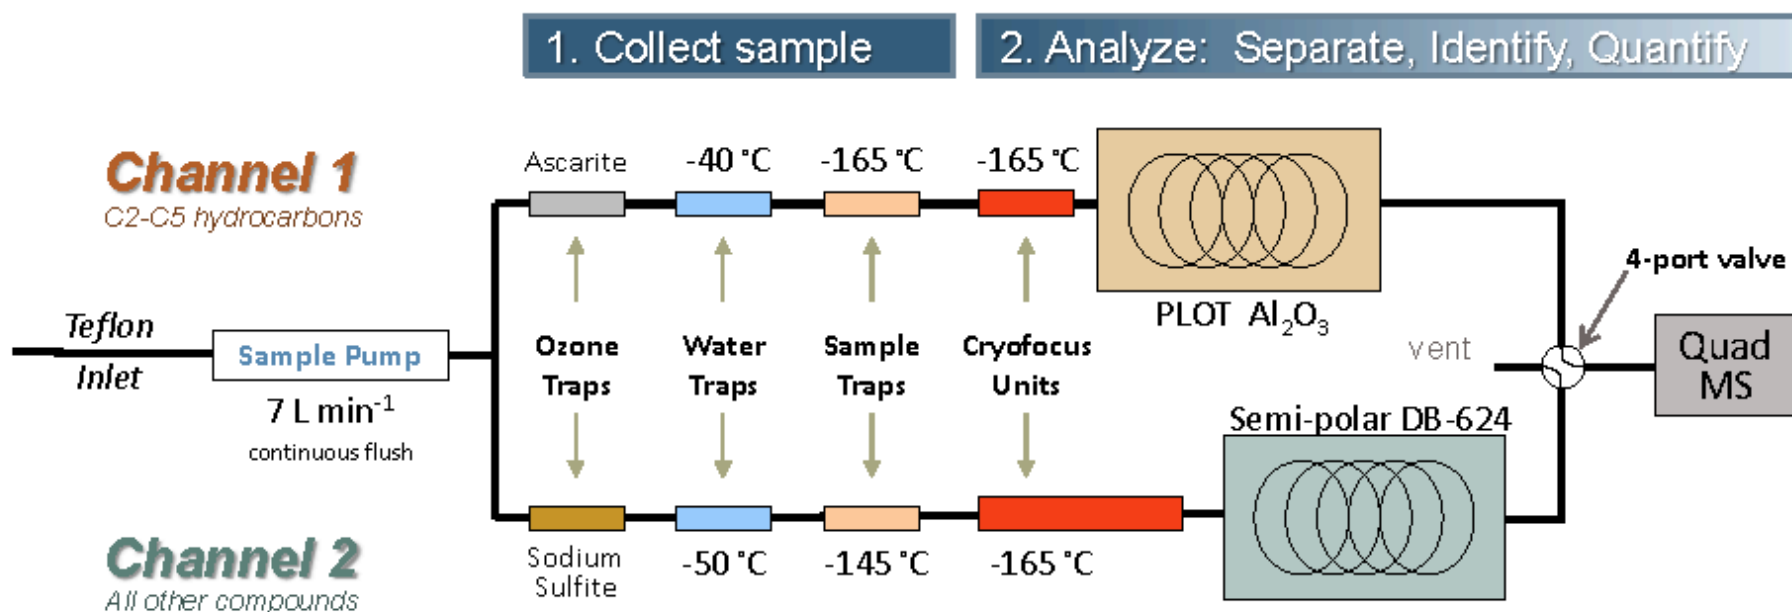 1. Collect sample
2. Analyze: Separate, Identify, Quantify
Channel 1
C2-C5 hydrocarbons
Ascarite
-40 °C
-165 °C
-165 °C
PLOT Al₂O₃
4-port valve
Teflon
Inlet
Sample Pump
7 L min⁻¹
continuous flush
Ozone
Traps
Water
Traps
Sample
Traps
Cryofocus
Units
vent
Quad
MS
Semi-polar DB-624
Channel 2
All other compounds
Sodium
Sulfite
-50 °C
-145 °C
-165 °C